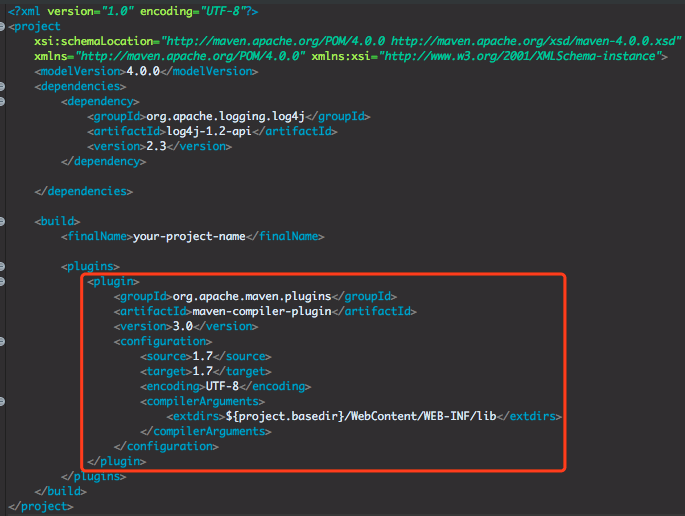 <?xml version="1.0" encoding="UTF-8"?>
<project
xsi:schemaLocation="http://maven.apache.org/POM/4.0.0 http://maven.apache.org/xsd/maven-4.0.0.xsd"
xmlns="http://maven.apache.org/POM/4.0.0" xmlns:xsi="http://www.w3.org/2001/XMLSchema-instance">
<modelVersion>4.0.0</modelVersion>
<dependencies>
<dependency>
<groupId>org.apache.logging.log4j</groupId>
<artifactId>log4j-1.2-api</artifactId>
<version>2.3</version>
</dependency>
</dependencies>
<build>
<finalName>your-project-name</finalName>
<plugins>
<plugin>
<groupId>org.apache.maven.plugins</groupId>
<artifactId>maven-compiler-plugin</artifactId>
<version>3.0</version>
<configuration>
<source>1.7</source>
<target>1.7</target>
<encoding>UTF-8</encoding>
<compilerArguments>
<extdirs>${project.basedir}/WebContent/WEB-INF/lib</extdirs>
</compilerArguments>
</configuration>
</plugin>
</plugins>
</build>
</project>